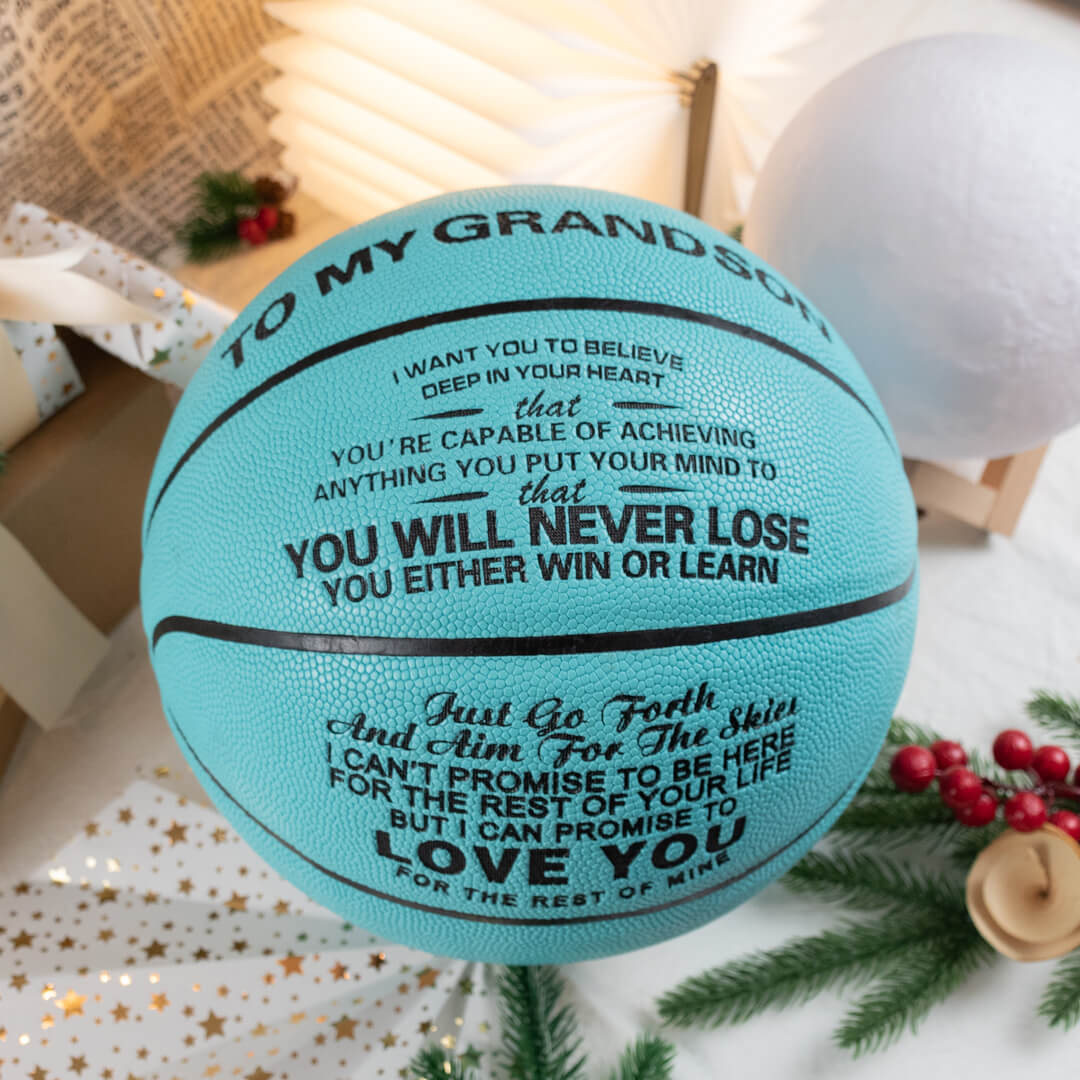 TO MY GRANDSON
I WANT YOU TO BELIEVE
DEEP IN YOUR HEART
that
YOU'RE CAPABLE OF ACHIEVING
ANYTHING YOU PUT YOUR MIND TO
that
YOU WILL NEVER LOSE
YOU EITHER WIN OR LEARN
Just Go Forth
And Aim For The Skies
I CAN'T PROMISE TO BE HERE
FOR THE REST OF YOUR LIFE
BUT I CAN PROMISE TO
LOVE YOU
FOR THE REST OF MINE